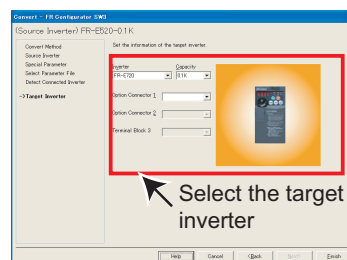 Convert - FR Configurator SW3
(Source Inverter) FR-E520-0.1K
Convert Method
Source Inverter
Special Parameter
Select Parameter File
Detect Connected Inverter
->Target Inverter
Set the information of the target inverter.
Inverter
Capacity
FR-E720
0.1K
Option Connector 1
Option Connector 2
Terminal Block 3
Select the target
inverter
Help
Cancel
<Back
Next>
Finish